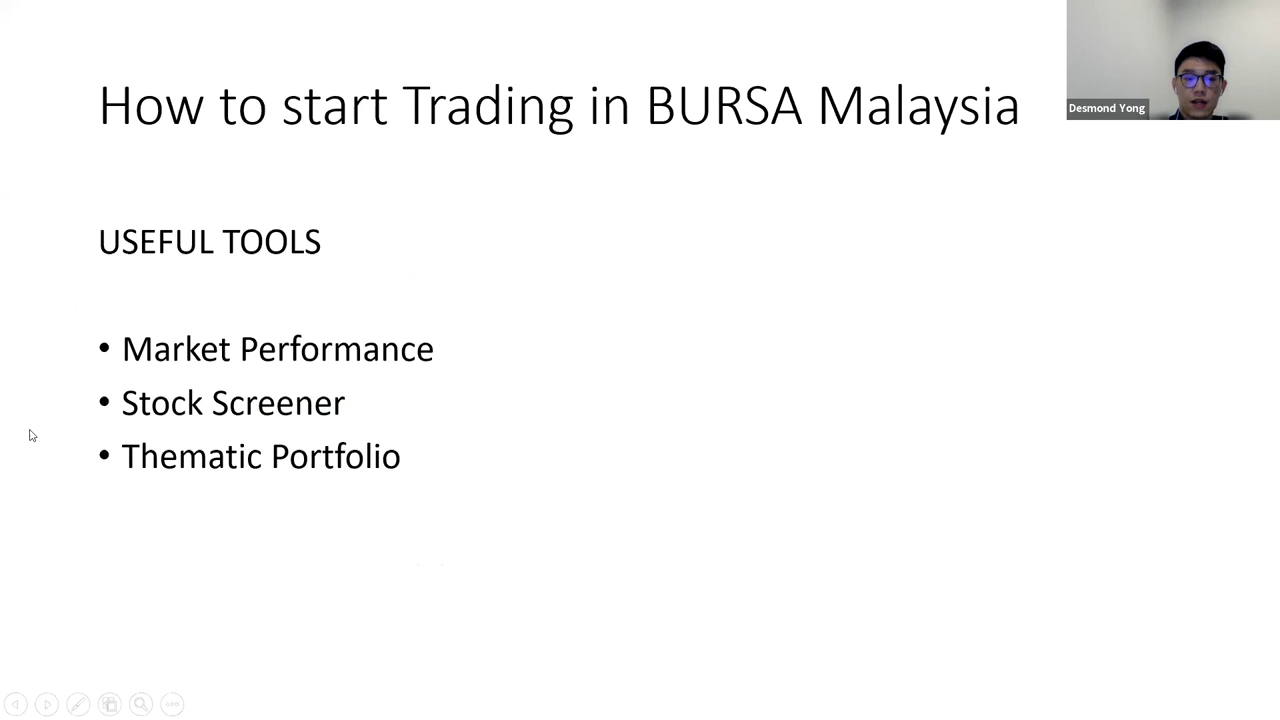 How to start Trading in BURSA Malaysia
Desmond Yong
USEFUL TOOLS
• Market Performance
• Stock Screener
• Thematic Portfolio